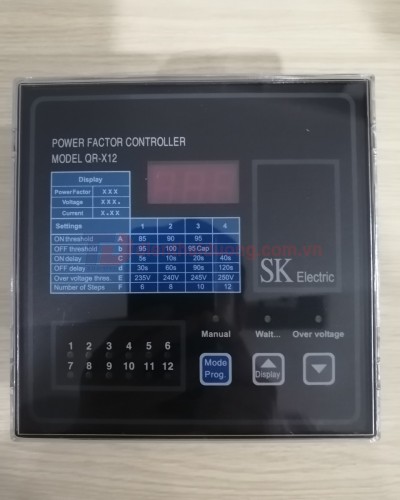 POWER FACTOR CONTROLLER
MODEL QR-X12
Display
Power Factor X X X
Voltage X X X.
Current X.X X
Settings 1 2 3 4
ON threshold A 85 90 95
OFF threshold b 95 100 95 Cap
ON delay C 5s 10s 20s 40s
OFF delay d 30s 60s 90s 120s
Over voltage thres. E 235V 240V 245V 250V
Number of Steps F 6 8 10 12
SK Electric
Manual Wait... Over voltage
1 2 3 4 5 6
7 8 9 10 11 12
Mode
Prog.
Display